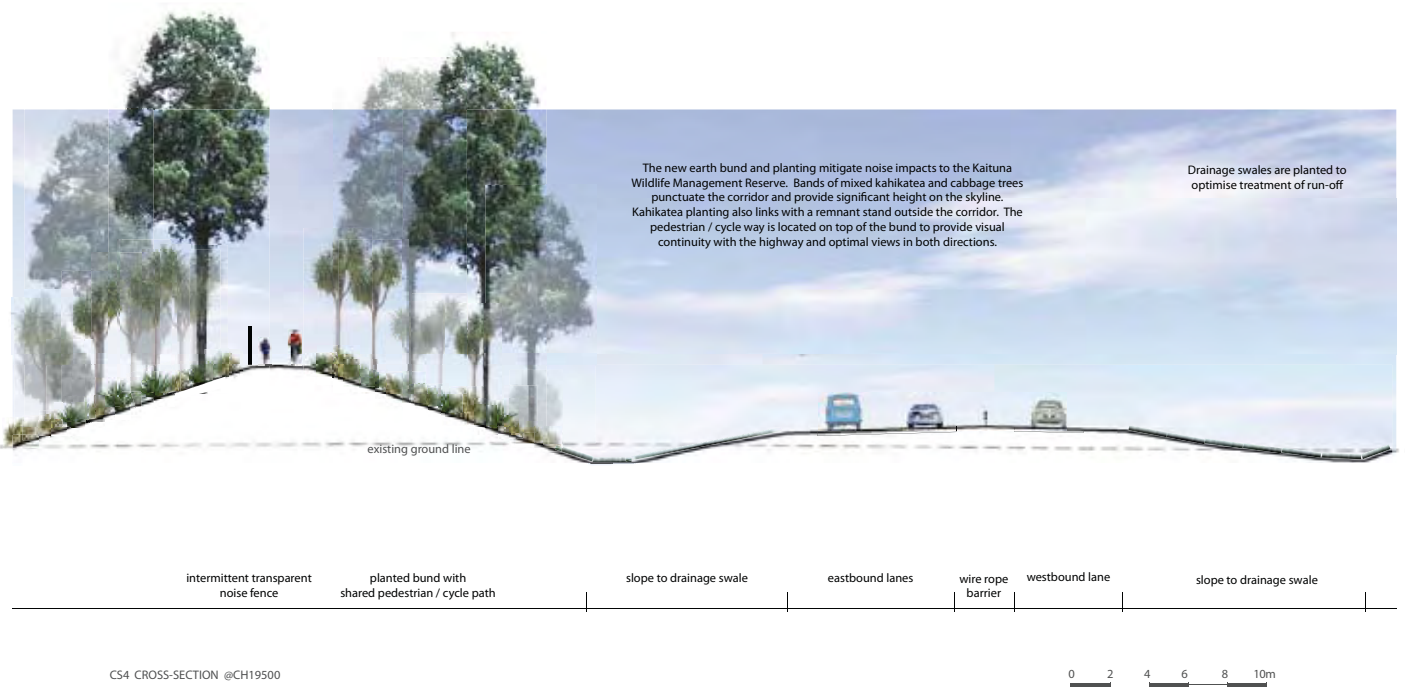 The new earth bund and planting mitigate noise impacts to the Kaituna
Wildlife Management Reserve. Bands of mixed kahikatea and cabbage trees
punctuate the corridor and provide significant height on the skyline.
Kahikatea planting also links with a remnant stand outside the corridor. The
pedestrian / cycle way is located on top of the bund to provide visual
continuity with the highway and optimal views in both directions.
Drainage swales are planted to
optimise treatment of run-off
existing ground line
intermittent transparent
noise fence
planted bund with
shared pedestrian / cycle path
slope to drainage swale
eastbound lanes
wire rope
barrier
westbound lane
slope to drainage swale
CS4 CROSS-SECTION @CH19500
0 2 4 6 8 10m